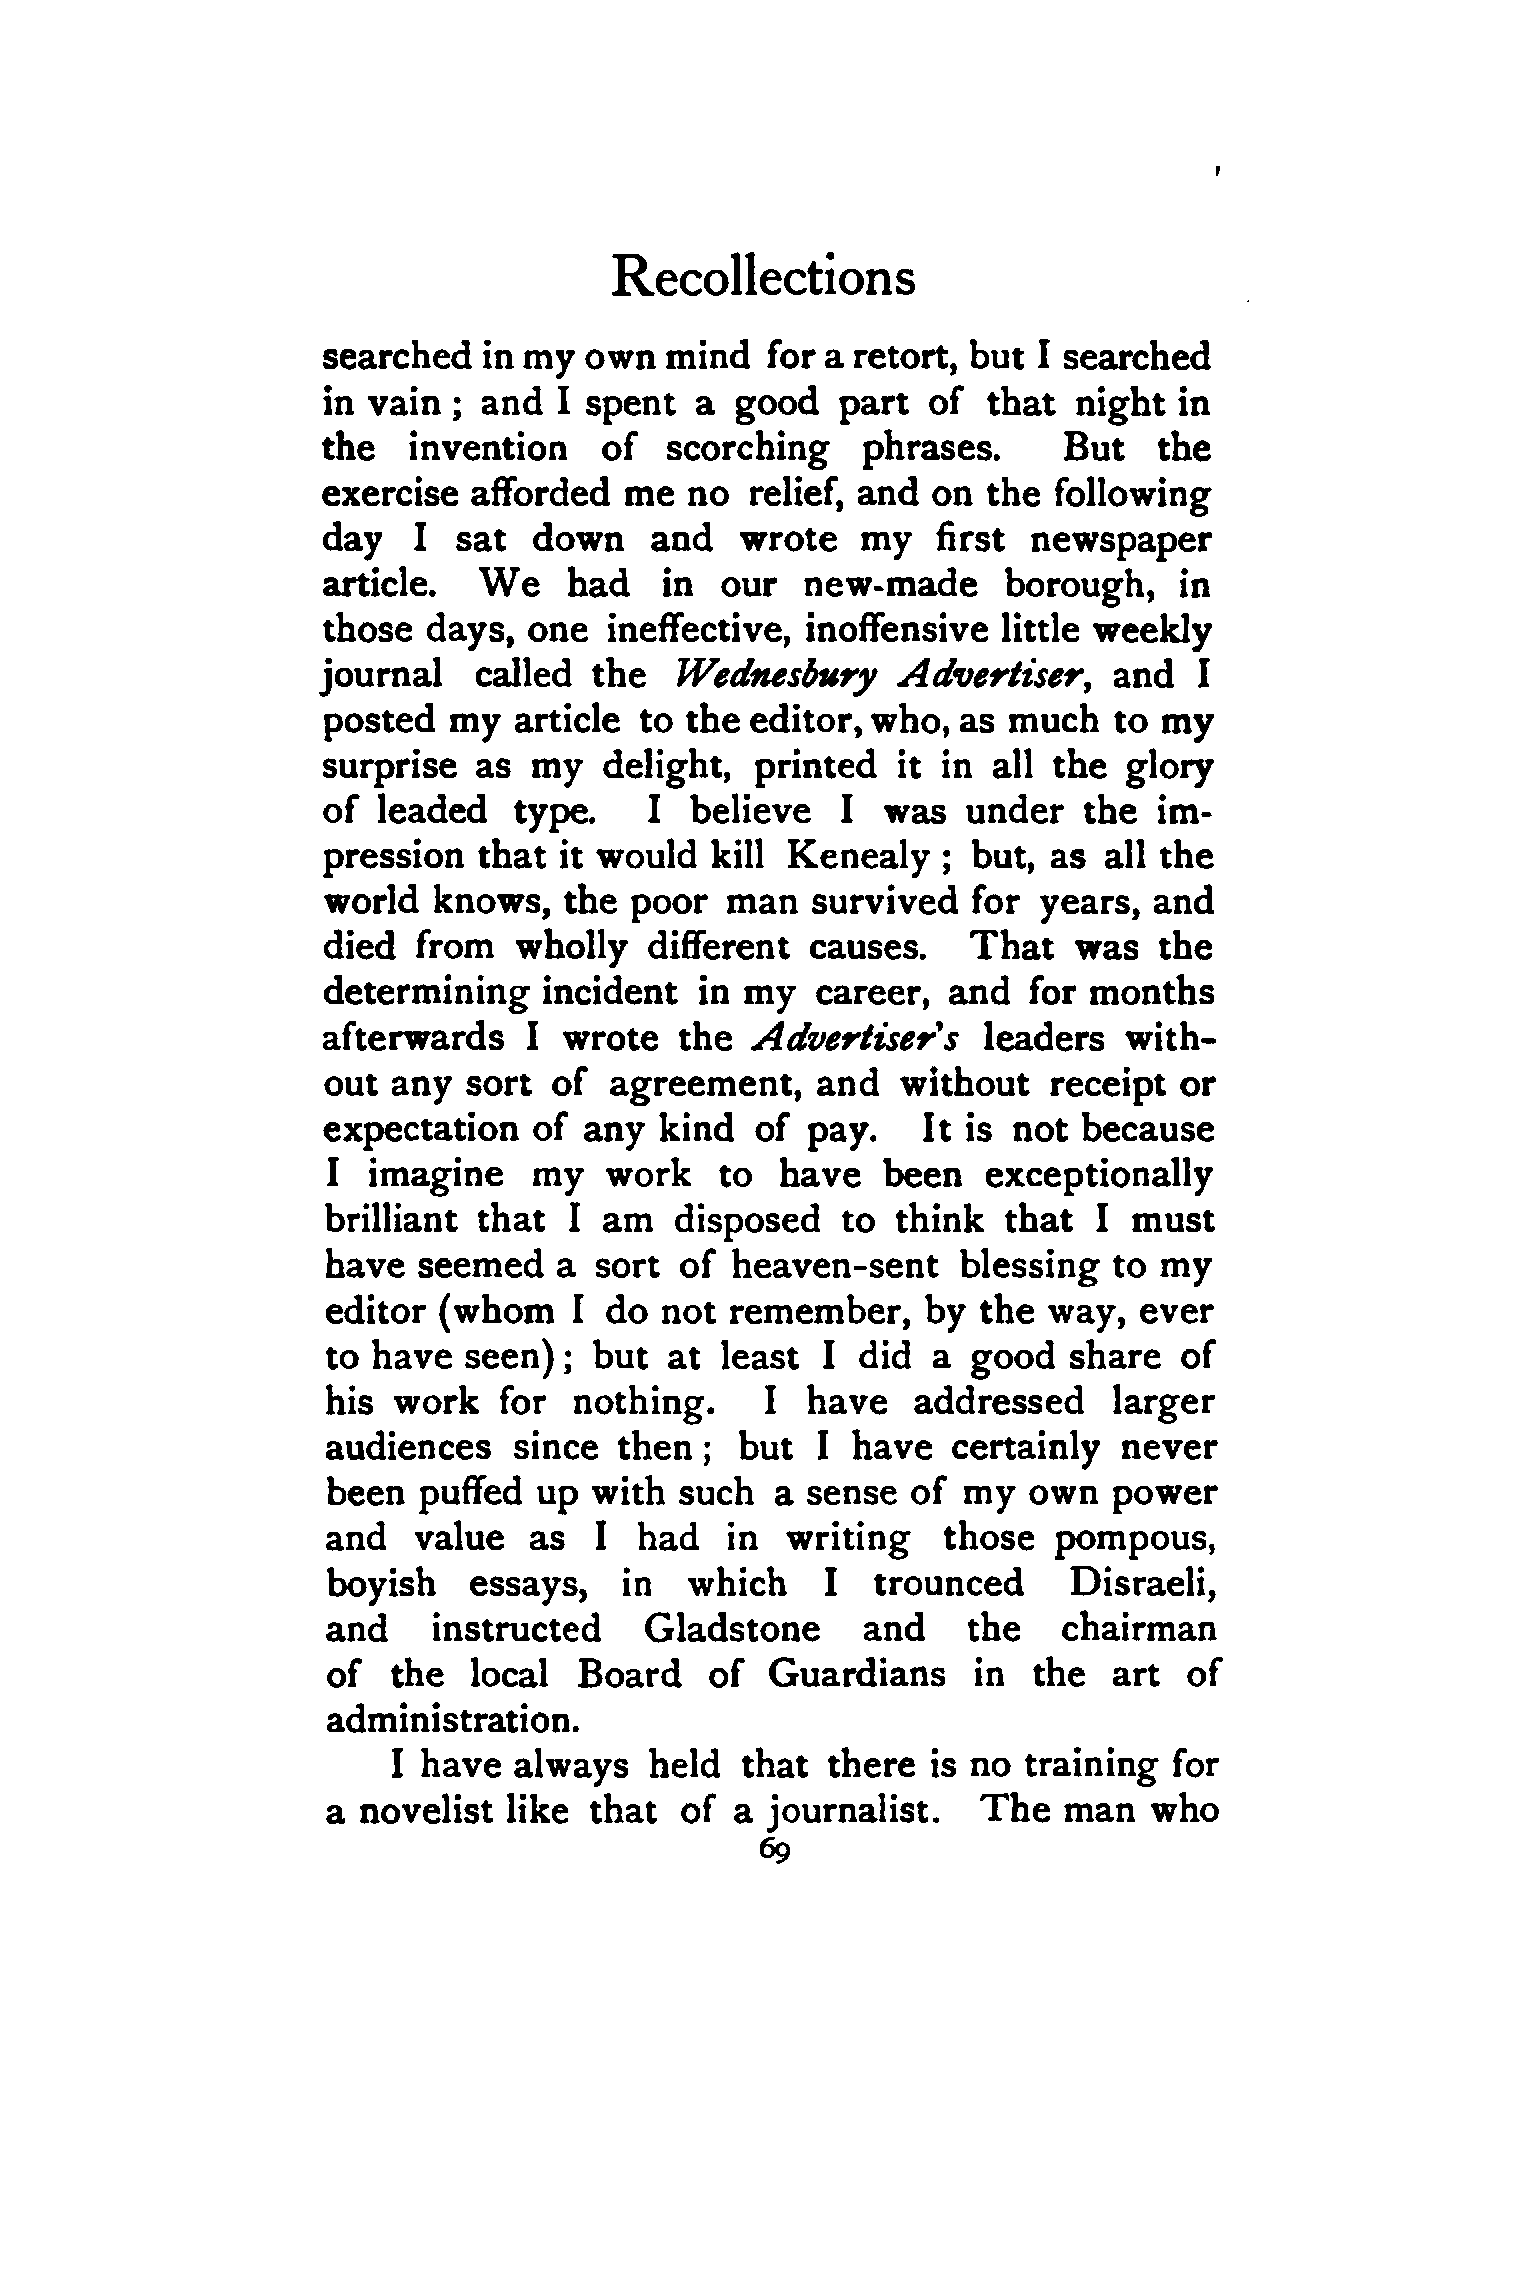 Recollections
searched in my own mind for a retort, but I searched
in vain ; and I spent a good part of that night in
the invention of scorching phrases. But the
exercise afforded me no relief, and on the following
day I sat down and wrote my first newspaper
article. We had in our new-made borough, in
those days, one ineffective, inoffensive little weekly
journal called the Wednesbury Advertiser, and I
posted my article to the editor, who, as much to my
surprise as my delight, printed it in all the glory
of leaded type. I believe I was under the im-
pression that it would kill Kenealy ; but, as all the
world knows, the poor man survived for years, and
died from wholly different causes. That was the
determining incident in my career, and for months
afterwards I wrote the Advertiser's leaders with-
out any sort of agreement, and without receipt or
expectation of any kind of pay. It is not because
I imagine my work to have been exceptionally
brilliant that I am disposed to think that I must
have seemed a sort of heaven-sent blessing to my
editor (whom I do not remember, by the way, ever
to have seen) ; but at least I did a good share of
his work for nothing. I have addressed larger
audiences since then ; but I have certainly never
been puffed up with such a sense of my own power
and value as I had in writing those pompous,
boyish essays, in which I trounced Disraeli,
and instructed Gladstone and the chairman
of the local Board of Guardians in the art of
administration.
I have always held that there is no training for
a novelist like that of a journalist. The man who
69